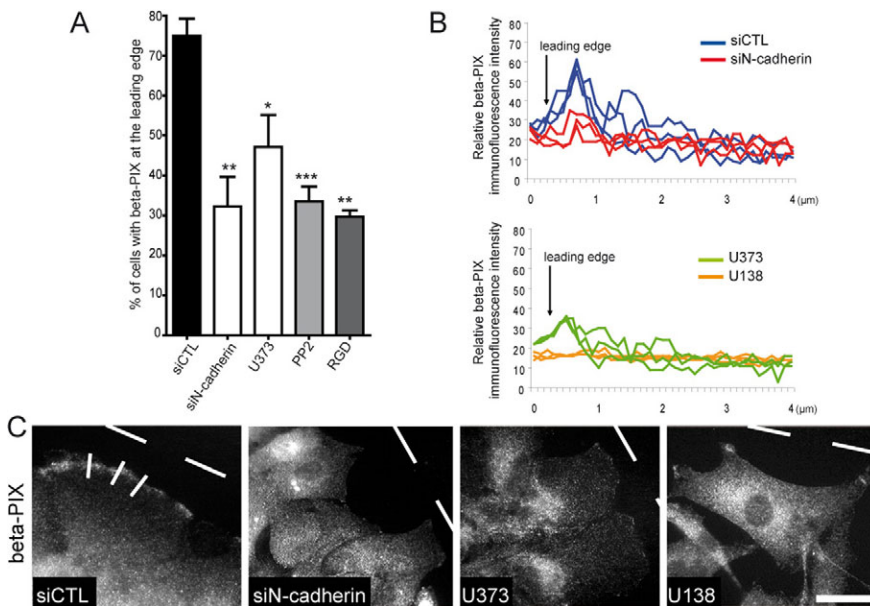 A
% of cells with beta-PIX at the leading edge
80
70
60
50
40
30
20
10
0
**
*
***
**
siCTL
siN-cadherin
U373
PP2
RGD
B
Relative beta-PIX
immunofluorescence intensity
80
70
60
50
40
30
20
10
0
leading edge
siCTL
siN-cadherin
0 1 2 3 4 (µm)
Relative beta-PIX
immunofluorescence intensity
80
70
60
50
40
30
20
10
0
leading edge
U373
U138
0 1 2 3 4 (µm)
C
beta-PIX
siCTL
siN-cadherin
U373
U138